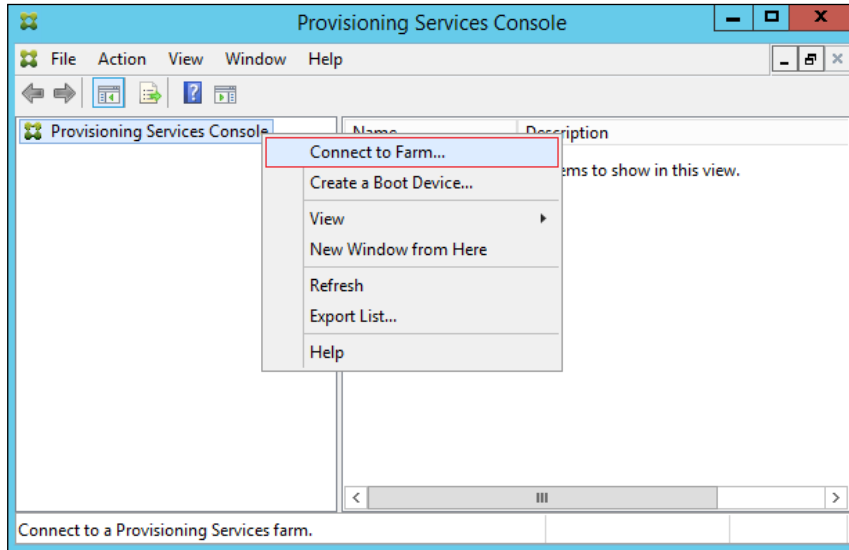 Provisioning Services Console
File Action View Window Help
Provisioning Services Console
Name Description
Connect to Farm...
ems to show in this view.
Create a Boot Device...
View
New Window from Here
Refresh
Export List...
Help
Connect to a Provisioning Services farm.